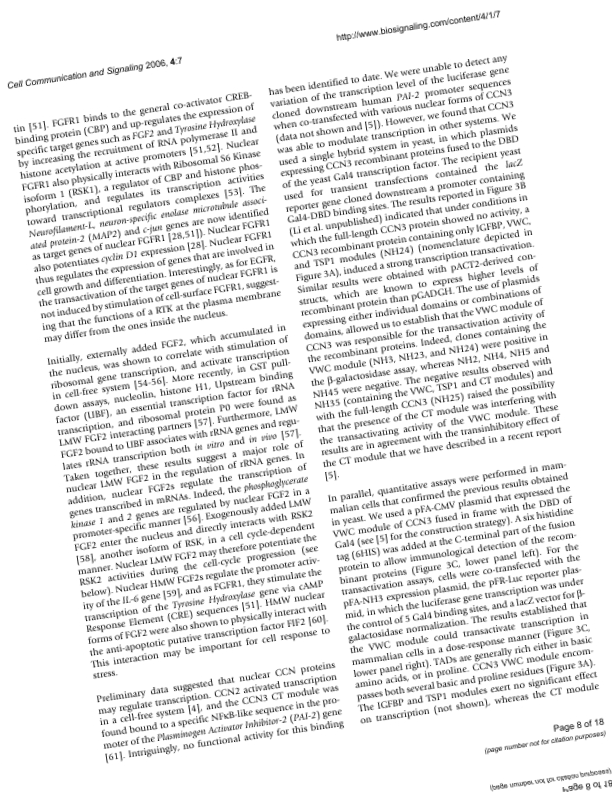 http://www.biosignaling.com/content/4/1/7
Cell Communication and Signaling 2006, 4:7
tin [51]. FGFR1 binds to the general co-activator CREB-
binding protein (CBP) and up-regulates the expression of
specific target genes such as FGF2 and Tyrosine Hydroxylase
by increasing the recruitment of RNA polymerase II and
histone acetylation at active promoters [51,52]. Nuclear
FGFR1 also physically interacts with Ribosomal S6 Kinase
isoform 1 (RSK1), a regulator of CBP and histone phos-
phorylation, and regulates its transcription activities
toward transcriptional regulators complexes [53]. The
Neurofilament-L, neuron-specific enolase microtubule associ-
ated protein-2 (MAP2) and c-jun genes are now identified
as target genes of nuclear FGFR1 [28,51]). Nuclear FGFR1
also potentiates cyclin D1 expression [28]. Nuclear FGFR1
thus regulates the expression of genes that are involved in
cell growth and differentiation. Interestingly, as for EGFR,
the transactivation of the target genes of nuclear FGFR1 is
not induced by stimulation of cell-surface FGFR1, suggest-
ing that the functions of a RTK at the plasma membrane
may differ from the ones inside the nucleus.
Initially, externally added FGF2, which accumulated in
the nucleus, was shown to correlate with stimulation of
ribosomal gene transcription, and activate transcription
in cell-free system [54-56]. More recently, in GST pull-
down assays, nucleolin, histone H1, Upstream binding
factor (UBF), an essential transcription factor for rRNA
transcription, and ribosomal protein P0 were found as
LMW FGF2 interacting partners [57]. Furthermore, LMW
FGF2 bound to UBF associates with rRNA genes and regu-
lates rRNA transcription both in vitro and in vivo [57].
Taken together, these results suggest a major role of
nuclear LMW FGF2 in the regulation of rRNA genes. In
addition, nuclear FGF2s regulate the transcription of
genes transcribed in mRNAs. Indeed, the phosphoglycerate
kinase 1 and 2 genes are regulated by nuclear FGF2 in a
promoter-specific manner [56]. Exogenously added LMW
FGF2 enter the nucleus and directly interacts with RSK2
[58], another isoform of RSK, in a cell cycle-dependent
manner. Nuclear LMW FGF2 may therefore potentiate the
RSK2 activities during the cell-cycle progression (see
below). Nuclear HMW FGF2s regulate the promoter activ-
ity of the IL-6 gene [59], and as FGFR1, they stimulate the
transcription of the Tyrosine Hydroxylase gene via cAMP
Response Element (CRE) sequences [51]. HMW nuclear
forms of FGF2 were also shown to physically interact with
the anti-apoptotic putative transcription factor FIF2 [60].
This interaction may be important for cell response to
stress.
Preliminary data suggested that nuclear CCN proteins
may regulate transcription. CCN2 activated transcription
in a cell-free system [4], and the CCN3 CT module was
found bound to a specific NFκB-like sequence in the pro-
moter of the Plasminogen Activator Inhibitor-2 (PAI-2) gene
[61]. Intriguingly, no functional activity for this binding
has been identified to date. We were unable to detect any
variation of the transcription level of the luciferase gene
cloned downstream human PAI-2 promoter sequences
when co-transfected with various nuclear forms of CCN3
(data not shown and [5]). However, we found that CCN3
was able to modulate transcription in other systems. We
used a single hybrid system in yeast, in which plasmids
expressing CCN3 recombinant proteins fused to the DBD
of the yeast Gal4 transcription factor. The recipient yeast
used for transient transfections contained the lacZ
reporter gene cloned downstream a promoter containing
Gal4-DBD binding sites. The results reported in Figure 3B
(Li et al. unpublished) indicated that under conditions in
which the full-length CCN3 protein showed no activity, a
CCN3 recombinant protein containing only IGFBP, VWC,
and TSP1 modules (NH24) (nomenclature depicted in
Figure 3A), induced a strong transcription transactivation.
Similar results were obtained with pACT2-derived con-
structs, which are known to express higher levels of
recombinant protein than pGADGH. The use of plasmids
expressing either individual domains or combinations of
domains, allowed us to establish that the VWC module of
CCN3 was responsible for the transactivation activity of
the recombinant proteins. Indeed, clones containing the
VWC module (NH3, NH23, and NH24) were positive in
the β-galactosidase assay, whereas NH2, NH4, NH5 and
NH45 were negative. The negative results observed with
NH35 (containing the VWC, TSP1 and CT modules) and
with the full-length CCN3 (NH25) raised the possibility
that the presence of the CT module was interfering with
the transactivating activity of the VWC module. These
results are in agreement with the transinhibitory effect of
the CT module that we have described in a recent report
[5].
In parallel, quantitative assays were performed in mam-
malian cells that confirmed the previous results obtained
in yeast. We used a pFA-CMV plasmid that expressed the
VWC module of CCN3 fused in frame with the DBD of
Gal4 (see [5] for the construction strategy). A six histidine
tag (6HIS) was added at the C-terminal part of the fusion
protein to allow immunological detection of the recom-
binant proteins (Figure 3C, lower panel left). For the
transactivation assays, cells were co-transfected with the
pFA-NH3 expression plasmid, the pFR-Luc reporter plas-
mid, in which the luciferase gene transcription was under
the control of 5 Gal4 binding sites, and a lacZ vector for β-
galactosidase normalization. The results established that
the VWC module could transactivate transcription in
mammalian cells in a dose-response manner (Figure 3C,
lower panel right). TADs are generally rich either in basic
amino acids, or in proline. CCN3 VWC module encom-
passes both several basic and proline residues (Figure 3A).
The IGFBP and TSP1 modules exert no significant effect
on transcription (not shown), whereas the CT module
Page 8 of 18
(page number not for citation purposes)
(page number not for citation purposes)
Page 8 of 18